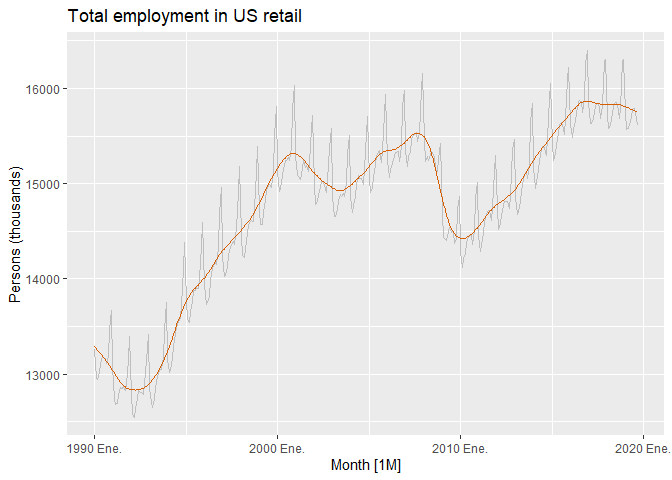 Total employment in US retail
Persons (thousands)
16000
15000
14000
13000
1990 Ene.
2000 Ene.
2010 Ene.
2020 Ene.
Month [1M]